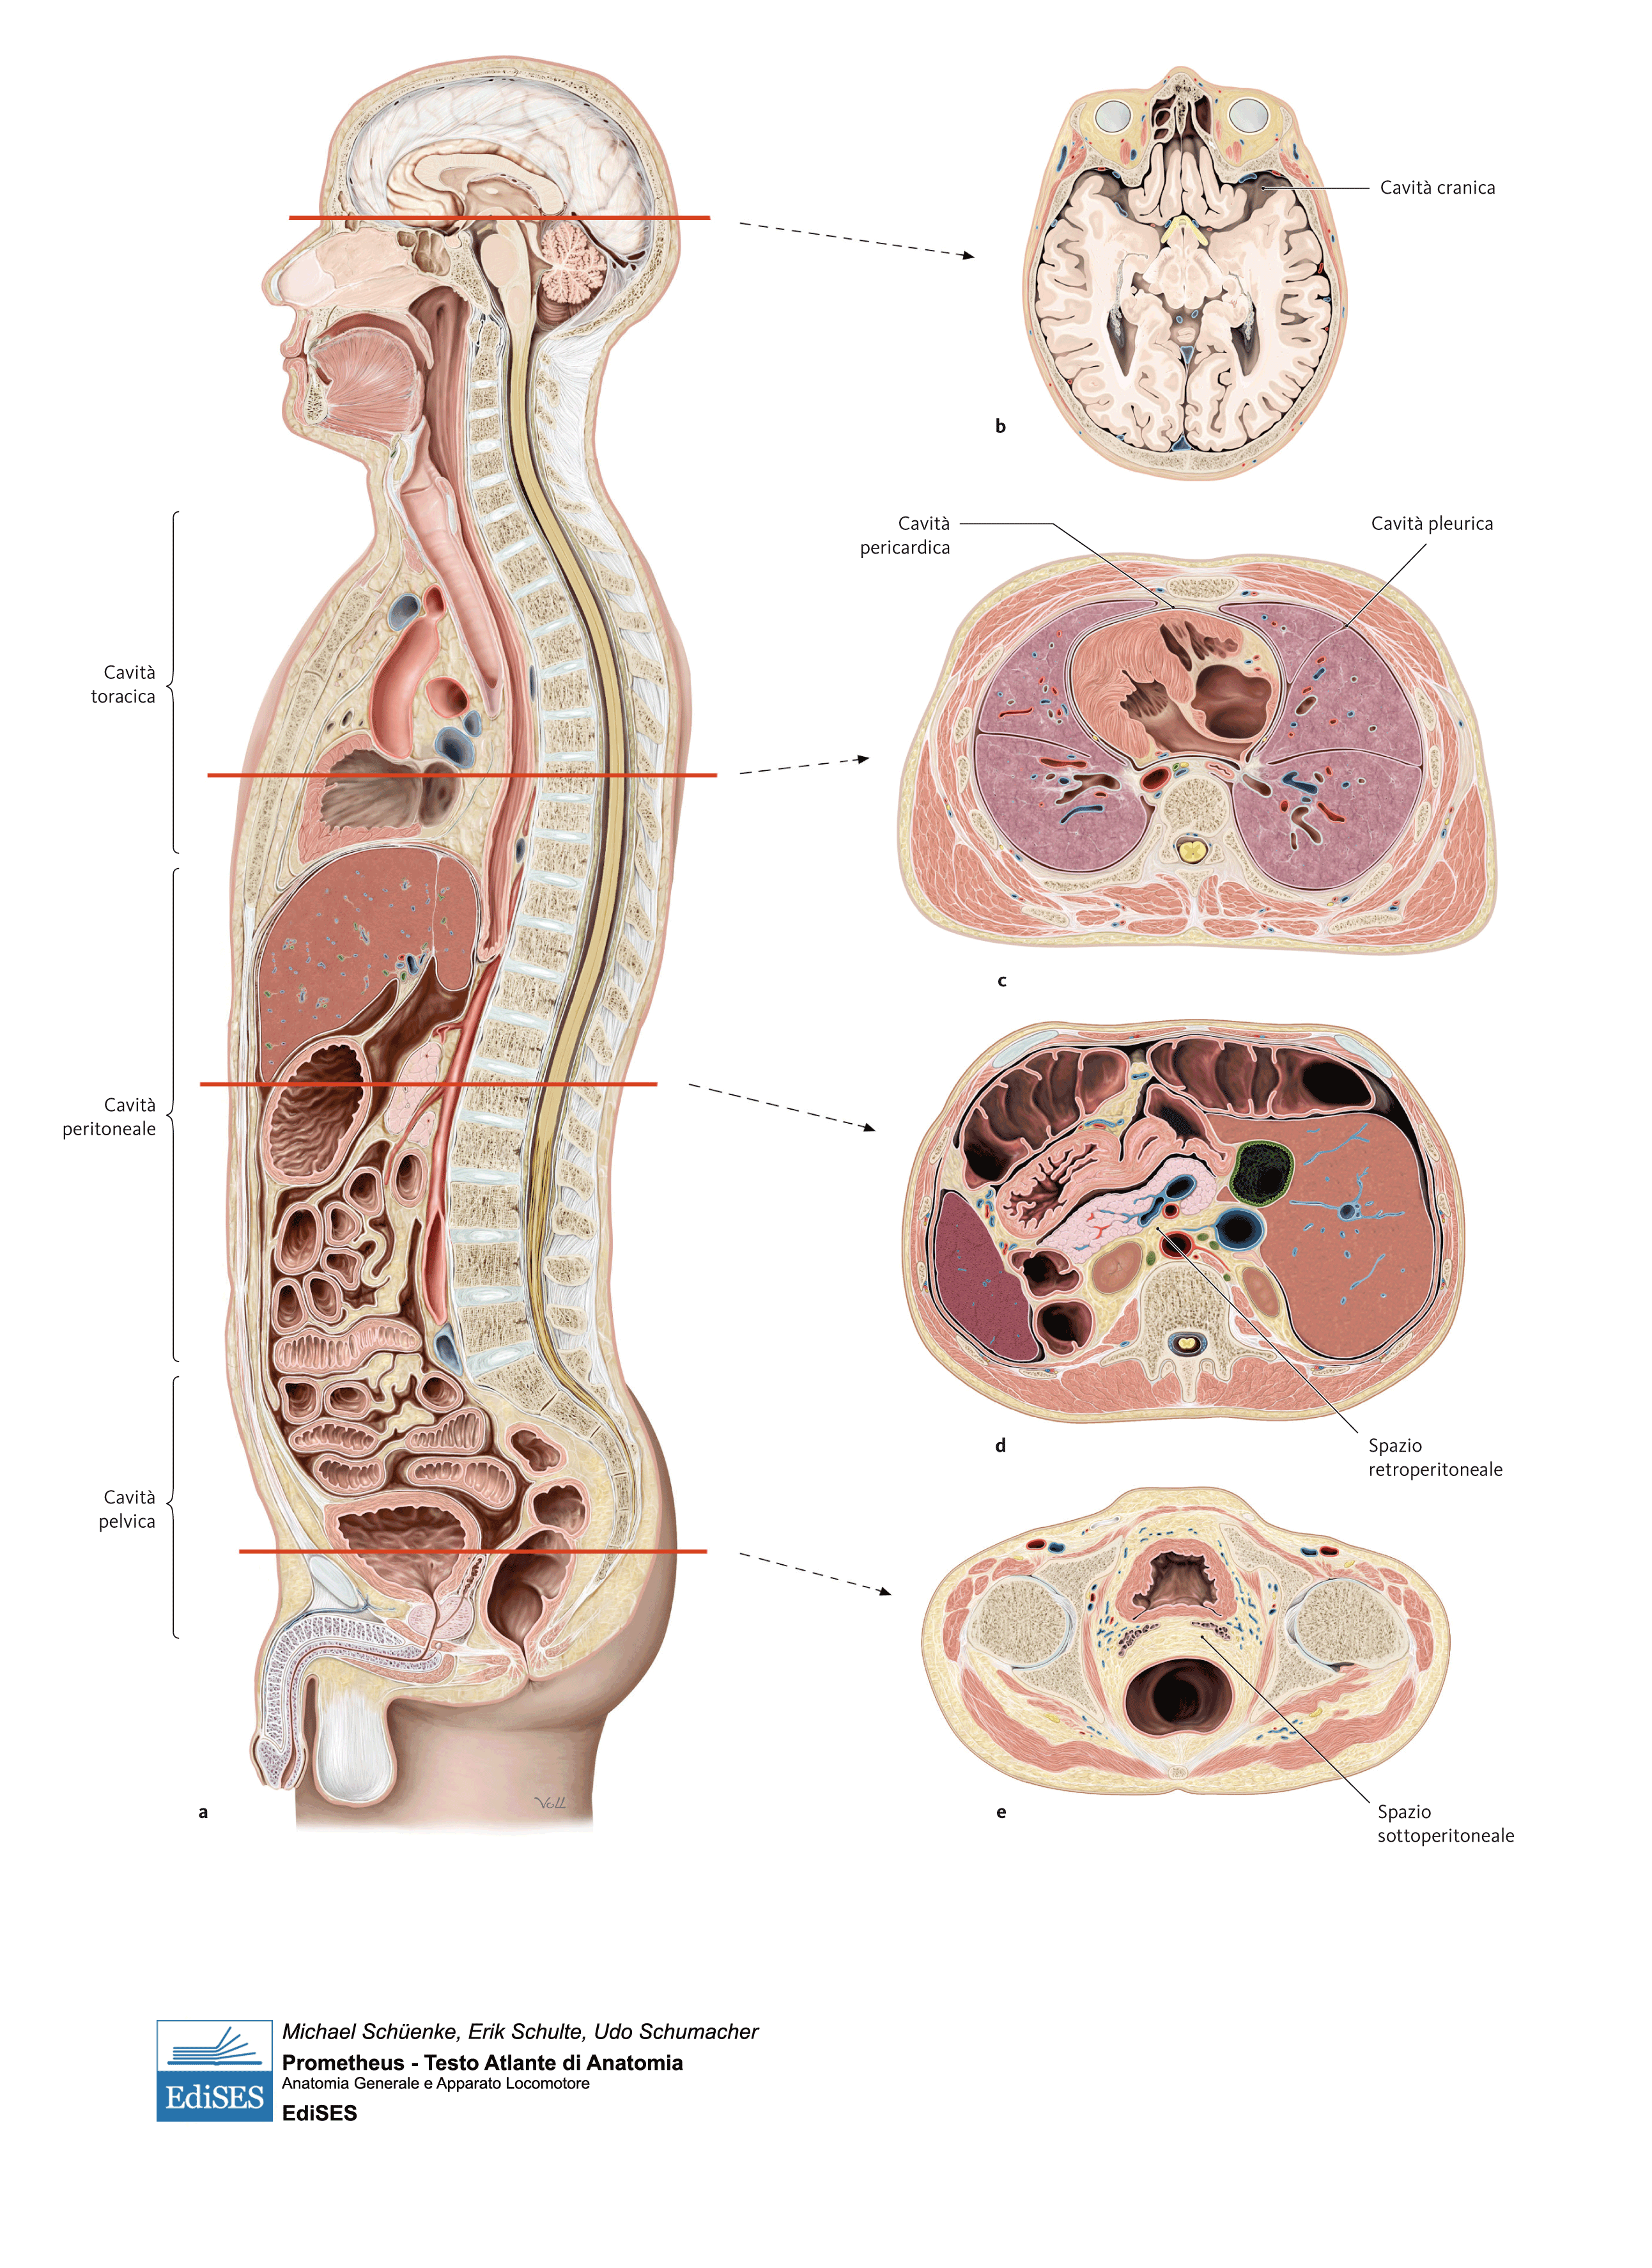 Cavità cranica
b
Cavità
pericardica
Cavità pleurica
Cavità
toracica
c
Cavità
peritoneale
d
Spazio
retroperitoneale
Cavità
pelvica
Voll
a
e
Spazio
sottoperitoneale
EdiSES
Michael Schüenke, Erik Schulte, Udo Schumacher
Prometheus - Testo Atlante di Anatomia
Anatomia Generale e Apparato Locomotore
EdiSES